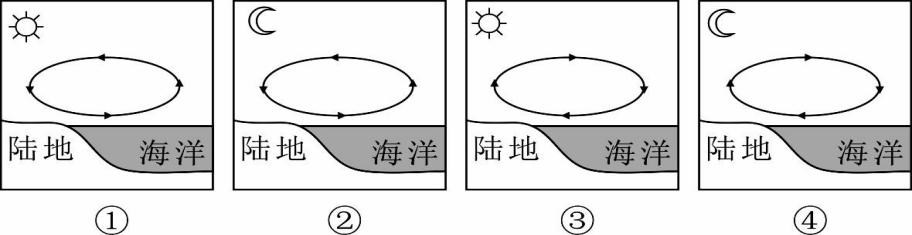 陆地 海洋 陆地 海洋 陆地 海洋 陆地 海洋
① ② ③ ④